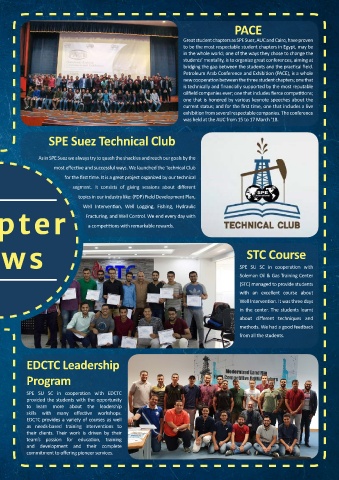 PACE
Great student chapters as SPE Suez, AUC and Cairo, have proven
to be the most respectable student chapters in Egypt, may be
in the whole world; one of the ways they chose to change the
students' mentality, is to organize great conferences, aiming at
bridging the gap between the students and the practical field.
Petroleum Arab Conference and Exhibition (PACE), is a whole
new cooperation between the three student chapters; one that
is technically and financially supported by the most reputable
oilfield companies ever; one that includes fierce competitions;
one that is honored by various keynote speeches about the
current status; and for the first time, one that includes a live
exhibition from several respectable companies. The conference
was held at the AUC from 15 to 17 March '18.
SPE Suez Technical Club
As in SPE Suez we always try to quash the shackles and reach our goals by the
most effective and successful ways. We launched the Technical Club
for the first time. It is a great project organized by our technical
segment. It consists of giving sessions about different
topics in our industry like: (FDP) Field Development Plan,
Well Intervention, Well Logging, Fishing, Hydraulic
Fracturing, and Well Control. We end every day with
a competitions with remarkable rewards.
SPE
TECHNICAL CLUB
pter
ws
STC
STC Course
SPE SU SC in cooperation with
Solomon Oil & Gas Training Center
(STC) managed to provide students
with an excellent course about
Well Intervention. It was three days
in the center. The students learnt
about different techniques and
methods. We had a good feedback
from all the students.
EDCTC Leadership
Program
SPE SU SC in cooperation with EDCTC
provided the students with the opportunity
to learn more about the leadership
skills with many effective workshops.
EDCTC provides a variety of courses as well
as needs-based training interventions to
their clients. Their work is driven by their
team's passion for education, training
and development and their complete
commitment to offering pioneer services.